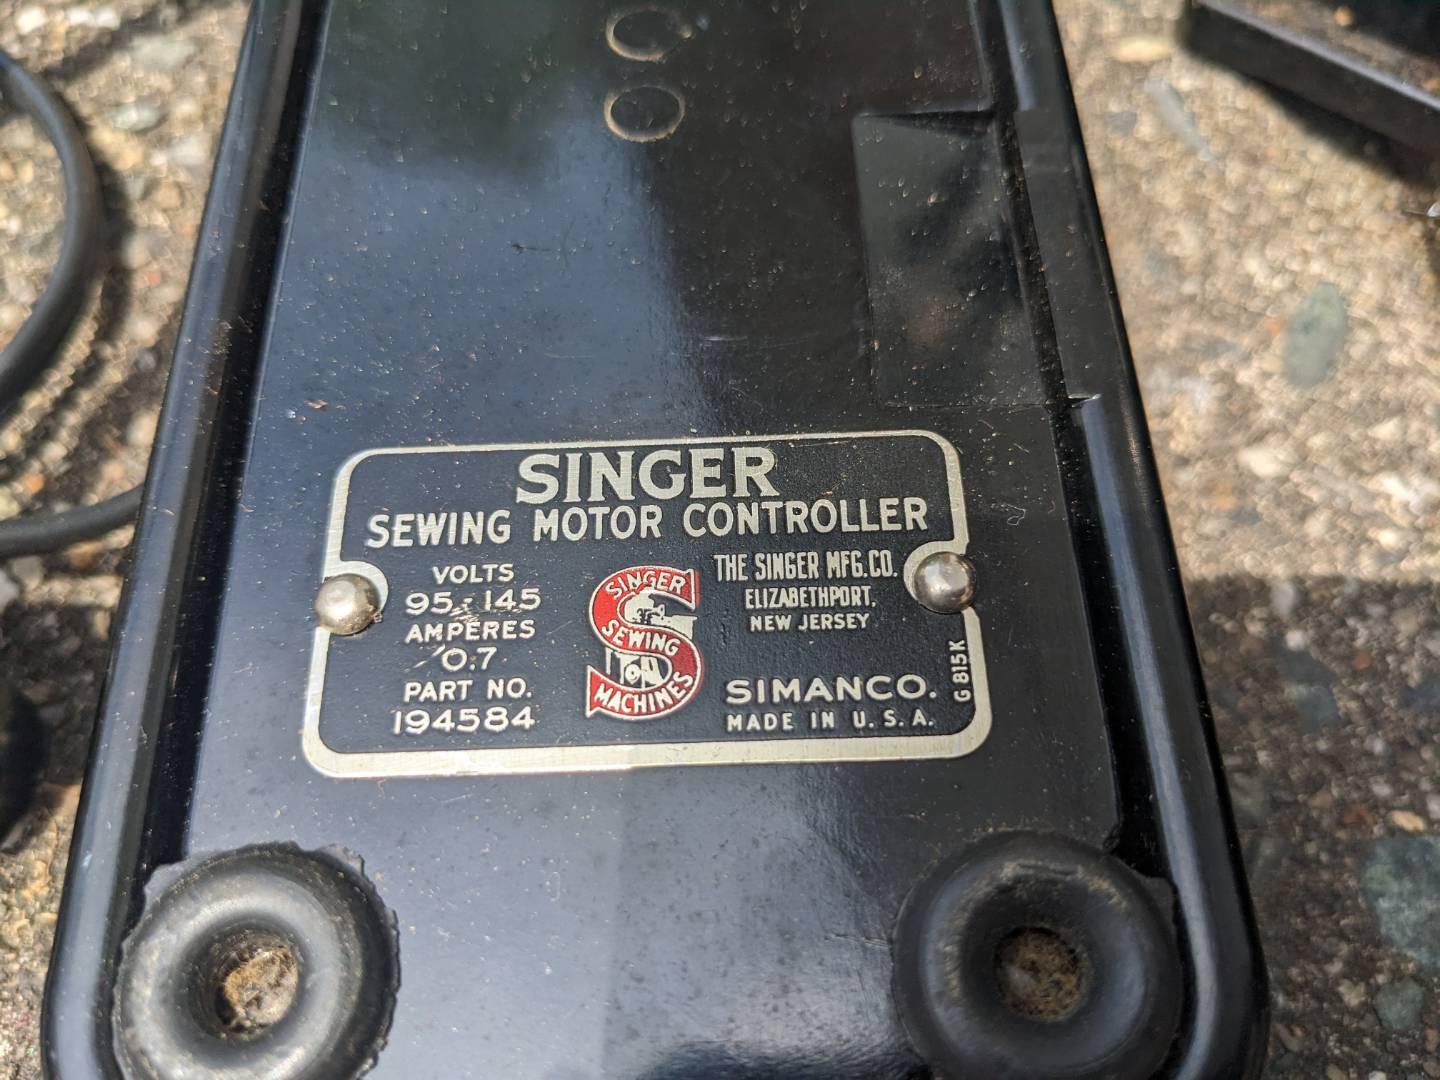 SINGER
SEWING MOTOR CONTROLLER
VOLTS
95-145
AMPERES
0.7
PART NO.
194584
SINGER
SEWING
MACHINES
THE SINGER MFG. CO.
ELIZABETHPORT,
NEW JERSEY
SIMANCO.
MADE IN U. S. A.
G 815K